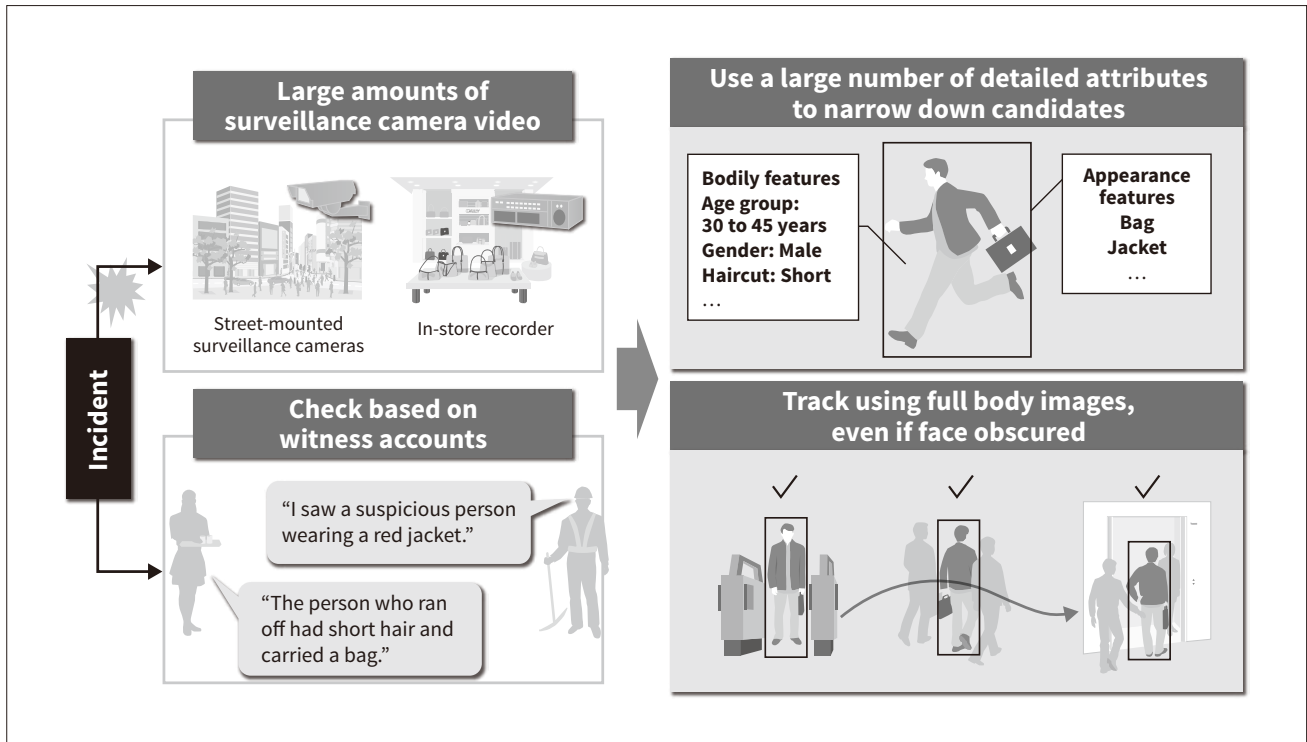 Large amounts of
surveillance camera video
Street-mounted
surveillance cameras
In-store recorder
Incident
Check based on
witness accounts
“I saw a suspicious person
wearing a red jacket.”
“The person who ran
off had short hair and
carried a bag.”
Use a large number of detailed attributes
to narrow down candidates
Bodily features
Age group:
30 to 45 years
Gender: Male
Haircut: Short
…
Appearance
features
Bag
Jacket
…
Track using full body images,
even if face obscured